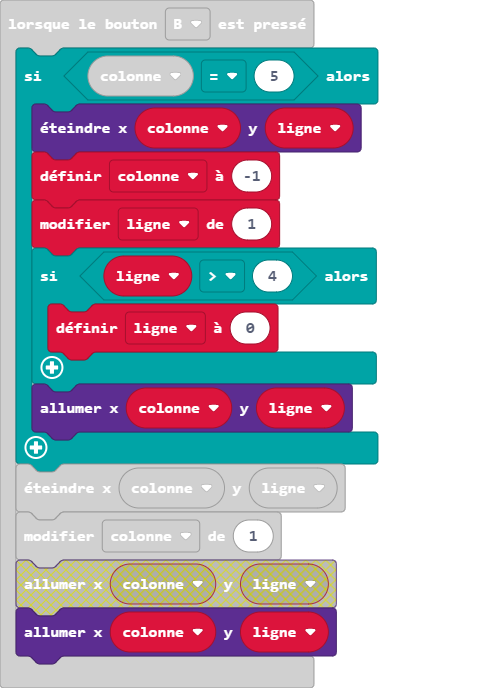 lorsque le bouton B est pressé
si colonne = 5 alors
éteindre x colonne y ligne
définir colonne à -1
modifier ligne de 1
si ligne > 4 alors
définir ligne à 0
allumer x colonne y ligne
éteindre x colonne y ligne
modifier colonne de 1
allumer x colonne y ligne
allumer x colonne y ligne